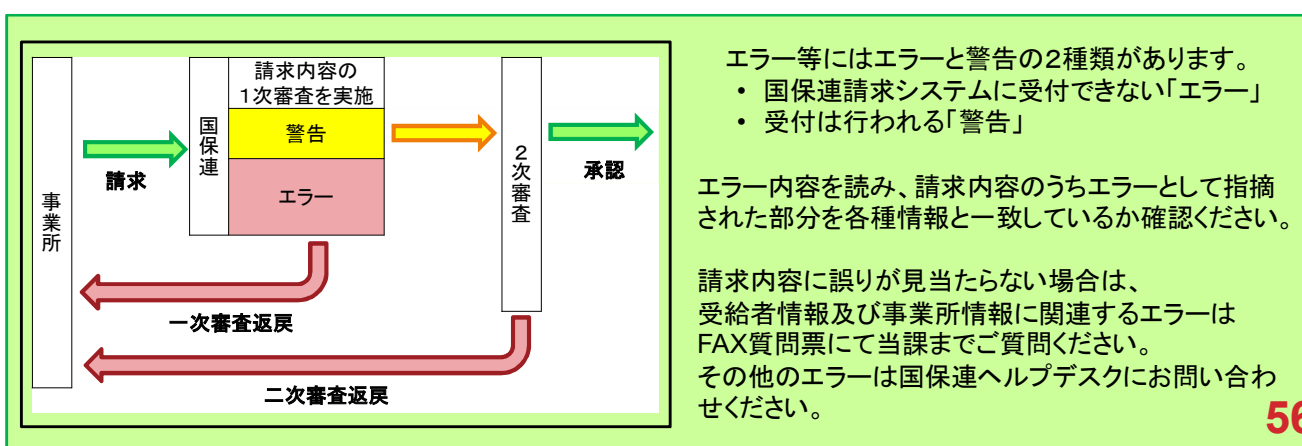 請求内容の
1次審査を実施
警告
エラー
国保連
事業所
請求
2次審査
承認
一次審査返戻
二次審査返戻
エラー等にはエラーと警告の2種類があります。
• 国保連請求システムに受付できない「エラー」
• 受付は行われる「警告」
エラー内容を読み、請求内容のうちエラーとして指摘
された部分を各種情報と一致しているか確認ください。
請求内容に誤りが見当たらない場合は、
受給者情報及び事業所情報に関連するエラーは
FAX質問票にて当課までご質問ください。
その他のエラーは国保連ヘルプデスクにお問い合わ
せください。
56